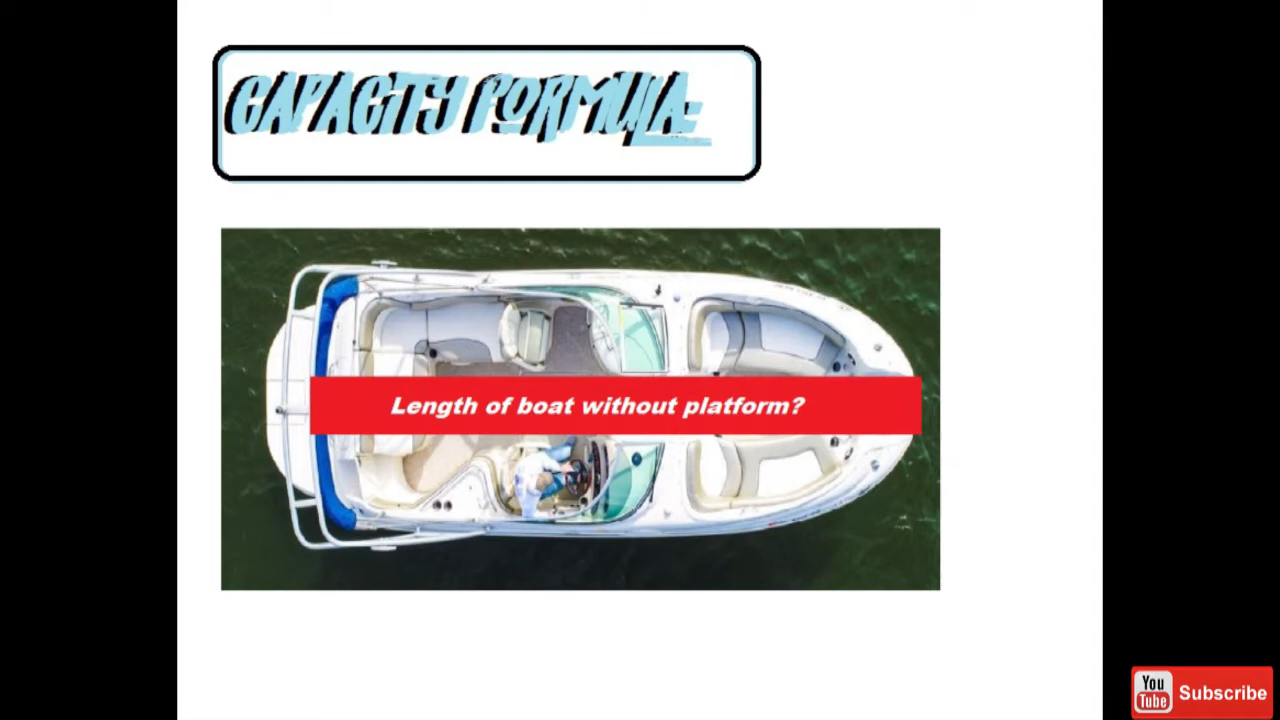 CAPACITY FORMULA:
Length of boat without platform?
You
Tube
Subscribe